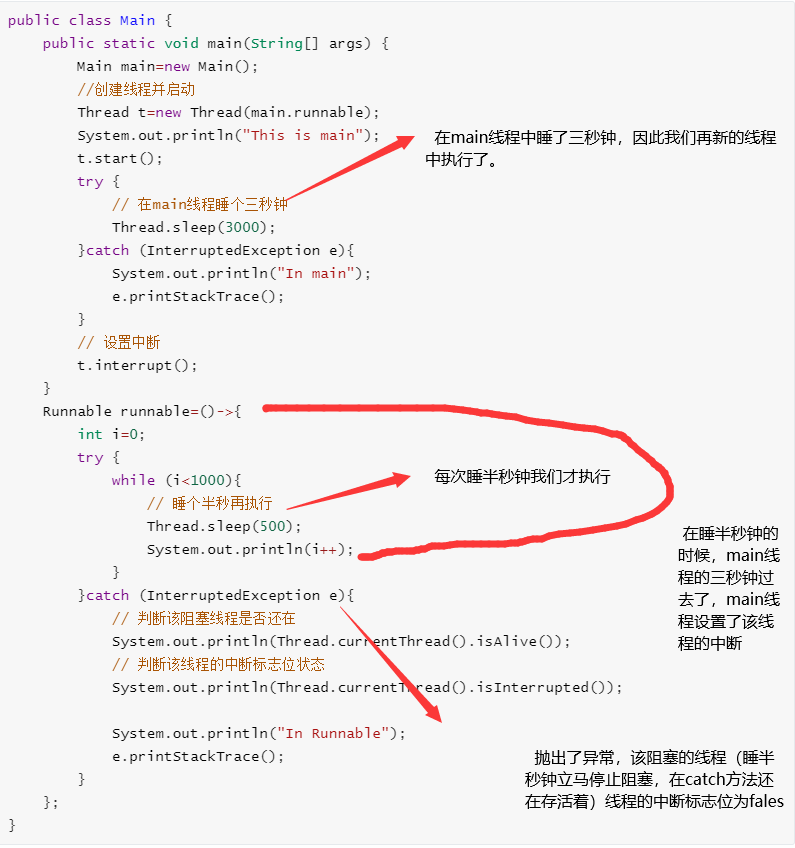 public class Main {
    public static void main(String[] args) {
        Main main=new Main();
        //创建线程并启动
        Thread t=new Thread(main.runnable);
        System.out.println("This is main");
        t.start();
        try {
            // 在main线程睡个三秒钟
            Thread.sleep(3000);
        }catch (InterruptedException e){
            System.out.println("In main");
            e.printStackTrace();
        }
        // 设置中断
        t.interrupt();
    }
    Runnable runnable=()->{
        int i=0;
        try {
            while (i<1000){
                // 睡个半秒再执行
                Thread.sleep(500);
                System.out.println(i++);
            }
        }catch (InterruptedException e){
            // 判断该阻塞线程是否还在
            System.out.println(Thread.currentThread().isAlive());
            // 判断该线程的中断标志位状态
            System.out.println(Thread.currentThread().isInterrupted());
            System.out.println("In Runnable");
            e.printStackTrace();
        }
    };
}
在main线程中睡了三秒钟，因此我们再新的线程
中执行了。
每次睡半秒钟我们才执行
在睡半秒钟的
时候，main线
程的三秒钟过
去了，main线
程设置了该线
程的中断
抛出了异常，该阻塞的线程（睡半
秒钟立马停止阻塞，在catch方法还
在存活着）线程的中断标志位为fales